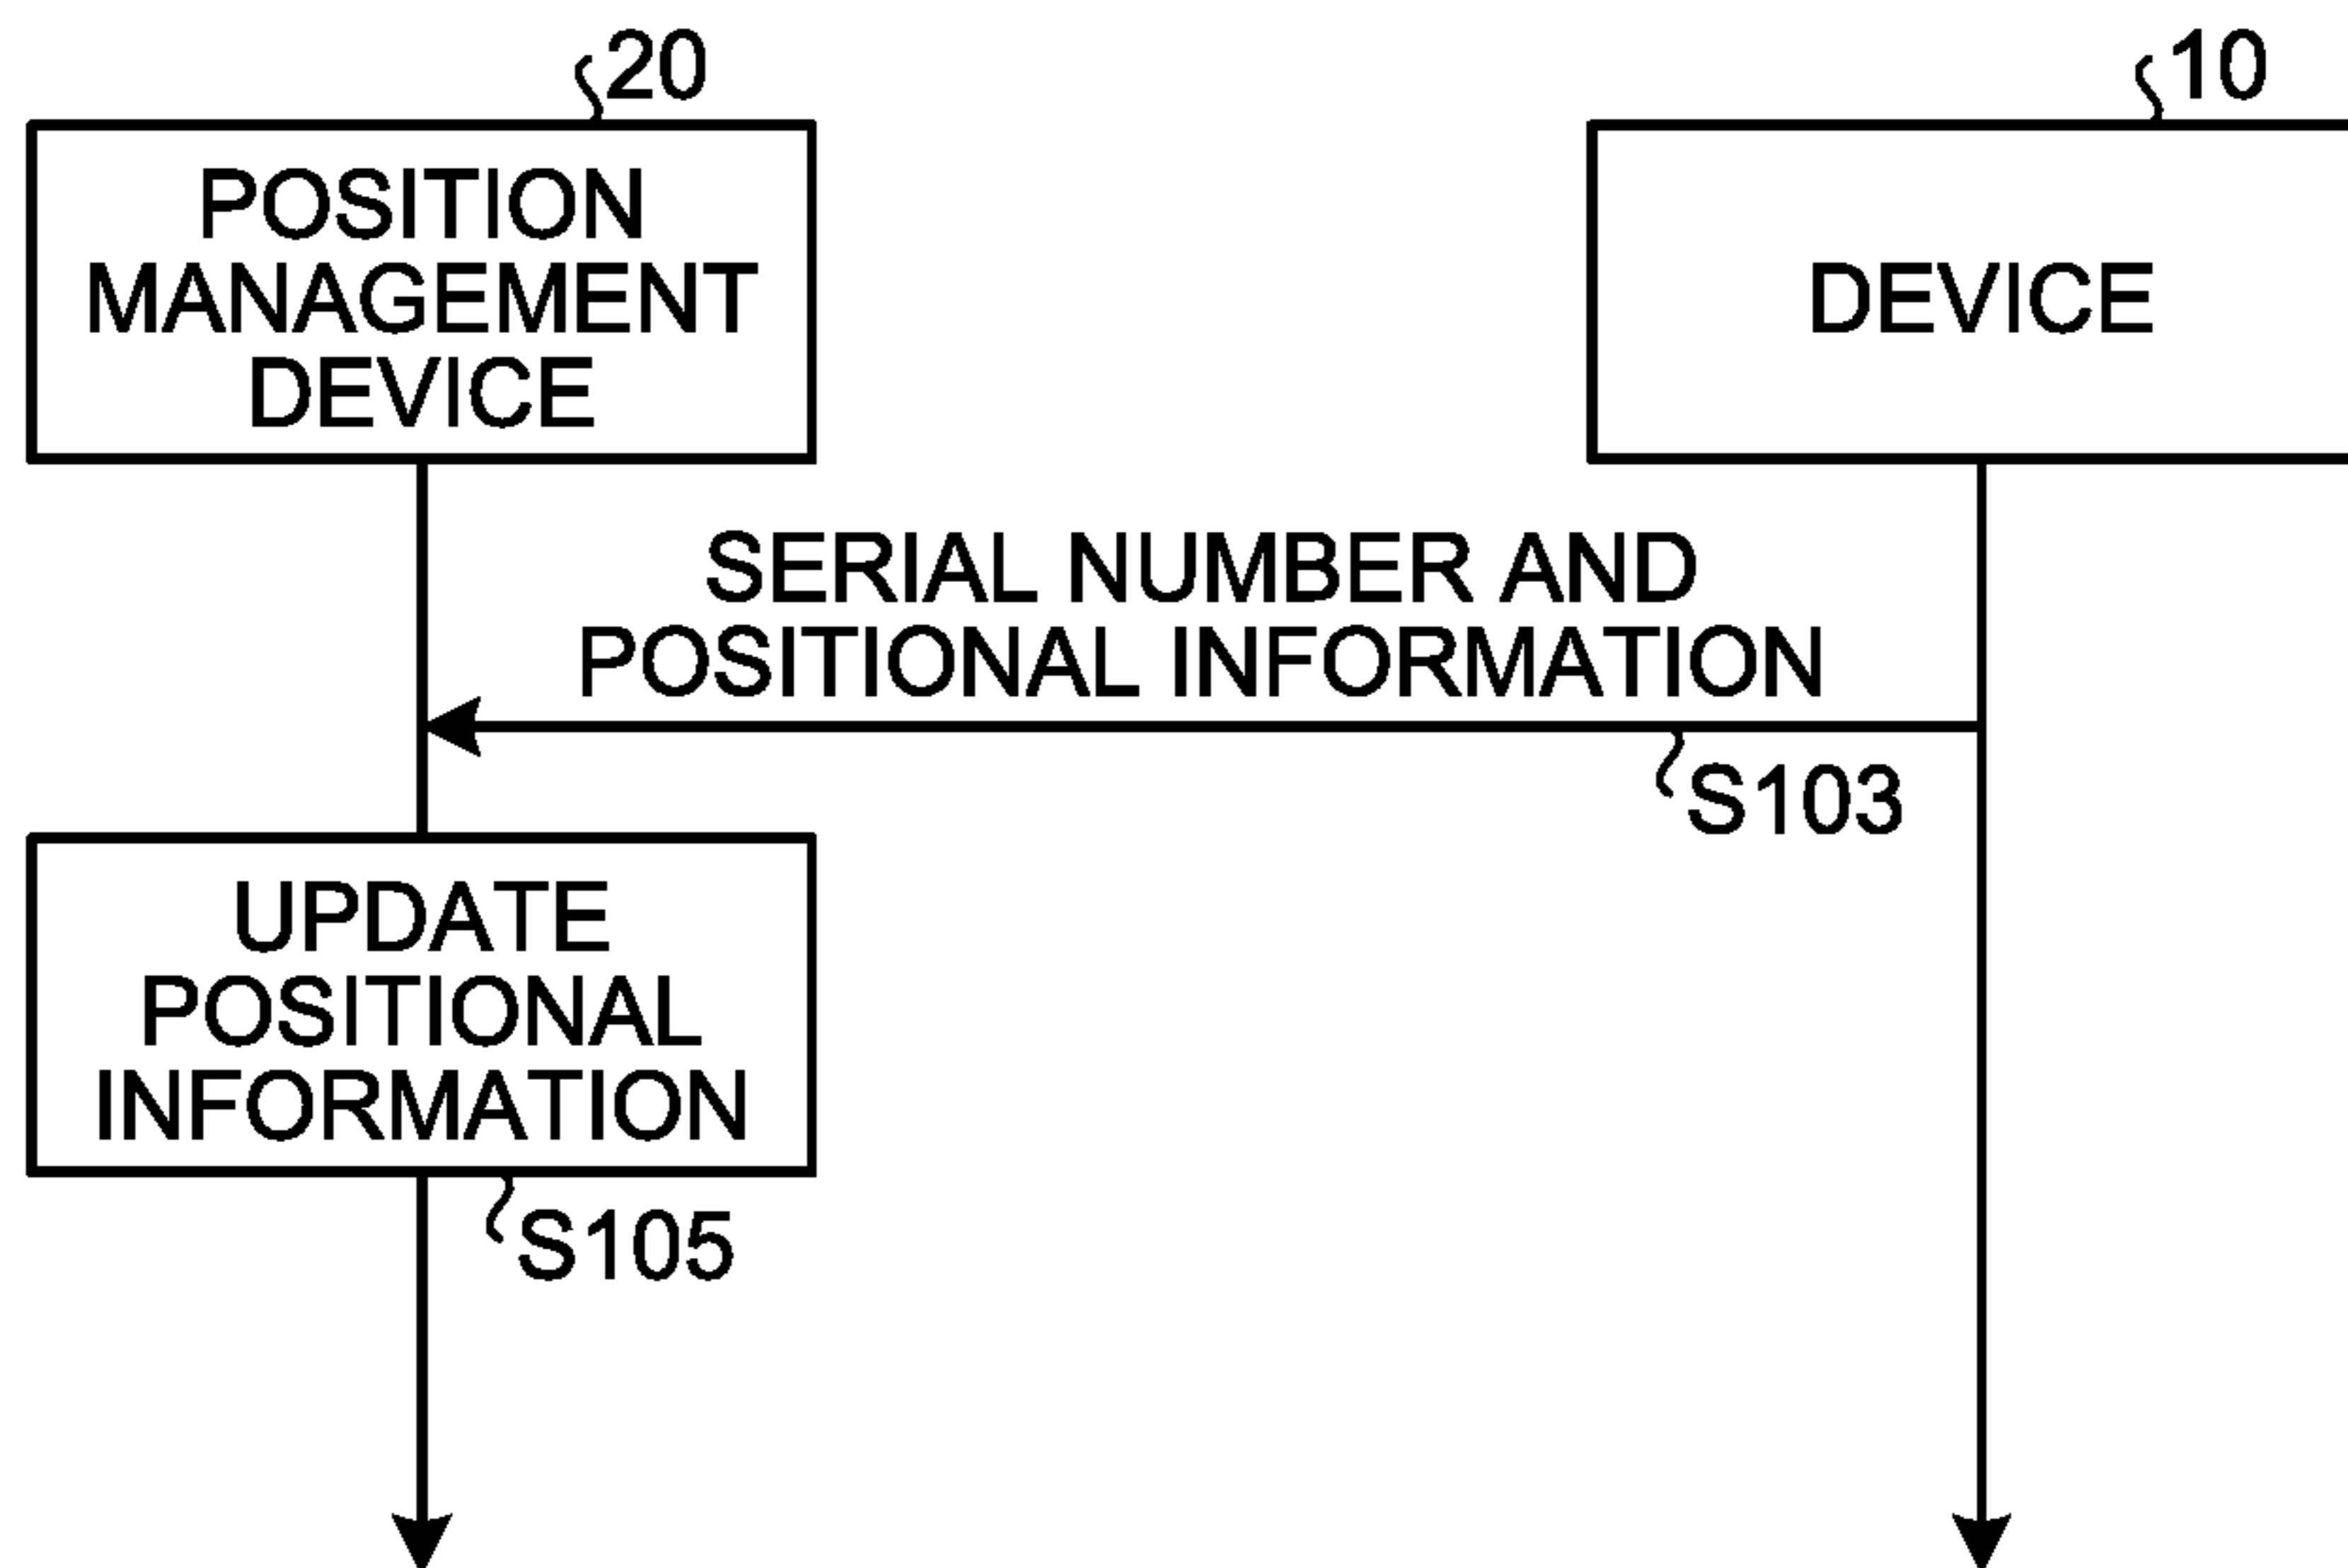 20
POSITION
MANAGEMENT
DEVICE
10
DEVICE
SERIAL NUMBER AND
POSITIONAL INFORMATION
S103
UPDATE
POSITIONAL
INFORMATION
S105